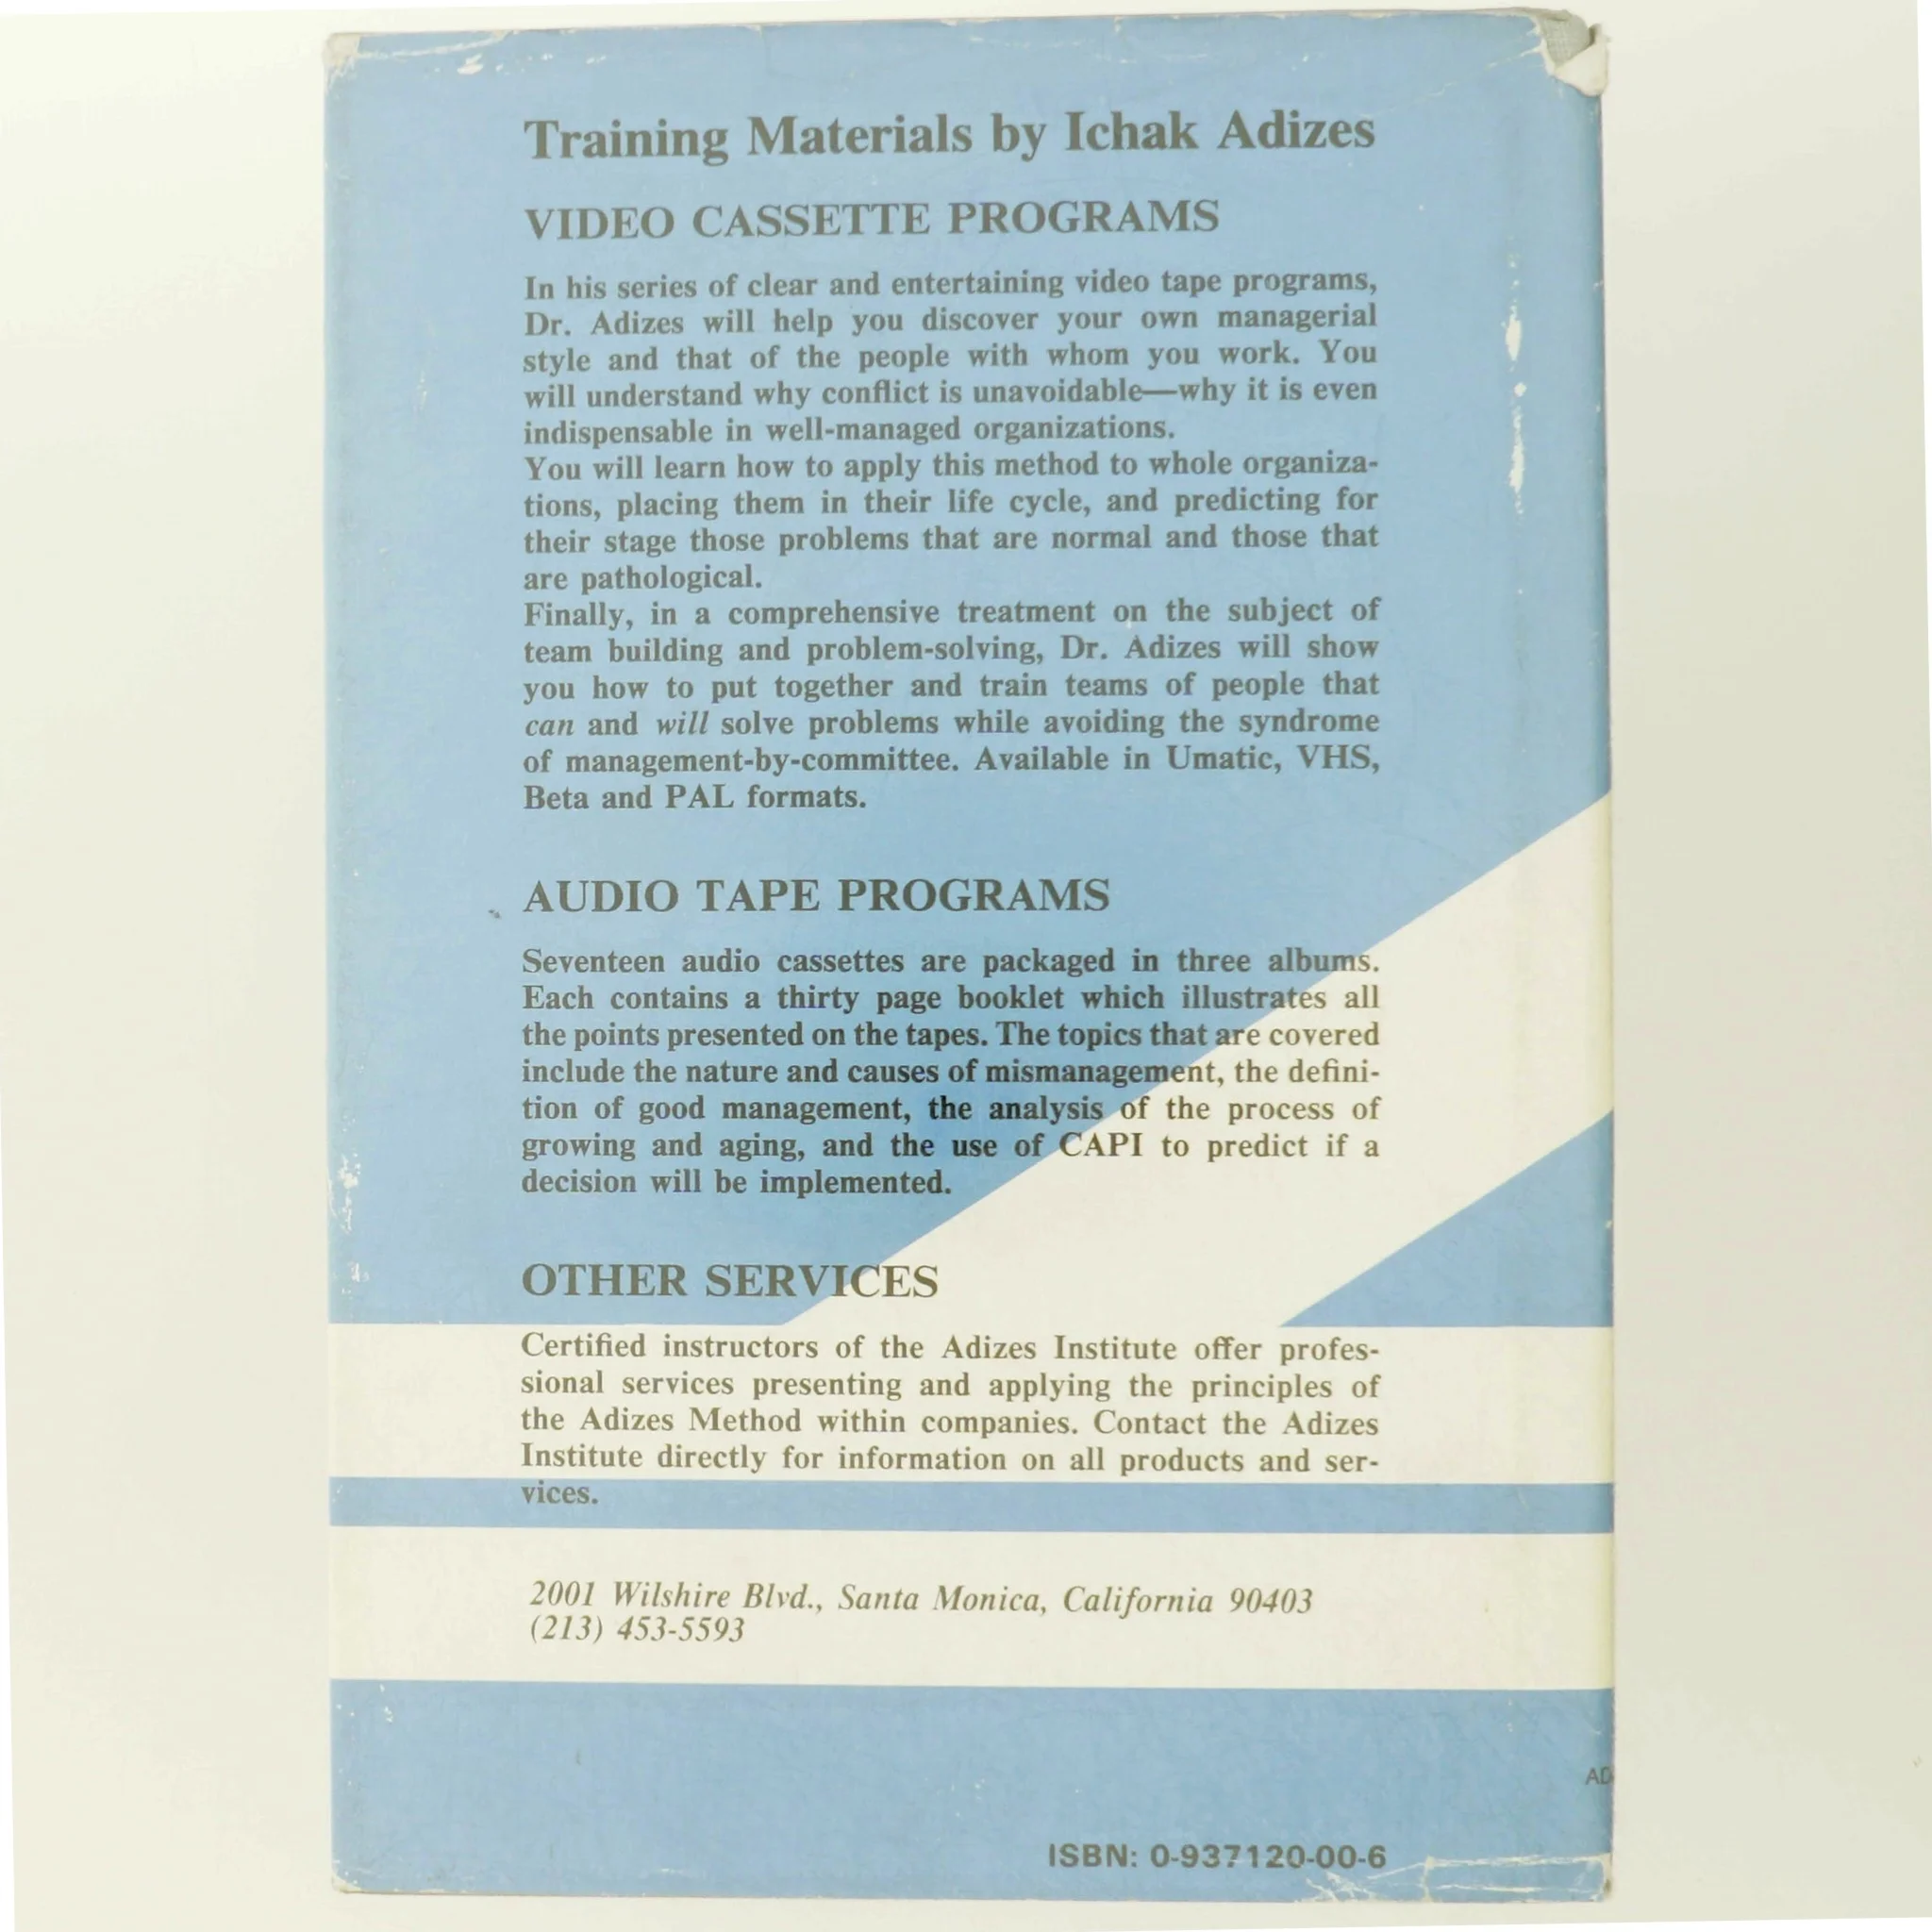 Training Materials by Ichak Adizes
VIDEO CASSETTE PROGRAMS
In his series of clear and entertaining video tape programs,
Dr. Adizes will help you discover your own managerial
style and that of the people with whom you work. You
will understand why conflict is unavoidable—why it is even
indispensable in well-managed organizations.
You will learn how to apply this method to whole organiza-
tions, placing them in their life cycle, and predicting for
their stage those problems that are normal and those that
are pathological.
Finally, in a comprehensive treatment on the subject of
team building and problem-solving, Dr. Adizes will show
you how to put together and train teams of people that
can and will solve problems while avoiding the syndrome
of management-by-committee. Available in Umatic, VHS,
Beta and PAL formats.
AUDIO TAPE PROGRAMS
Seventeen audio cassettes are packaged in three albums.
Each contains a thirty page booklet which illustrates all
the points presented on the tapes. The topics that are covered
include the nature and causes of mismanagement, the defini-
tion of good management, the analysis of the process of
growing and aging, and the use of CAPI to predict if a
decision will be implemented.
OTHER SERVICES
Certified instructors of the Adizes Institute offer profes-
sional services presenting and applying the principles of
the Adizes Method within companies. Contact the Adizes
Institute directly for information on all products and ser-
vices.
2001 Wilshire Blvd., Santa Monica, California 90403
(213) 453-5593
ISBN: 0-937120-00-6